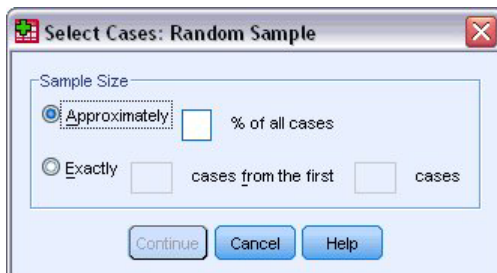 Select Cases: Random Sample
Sample Size
Approximately % of all cases
Exactly cases from the first cases
Continue Cancel Help